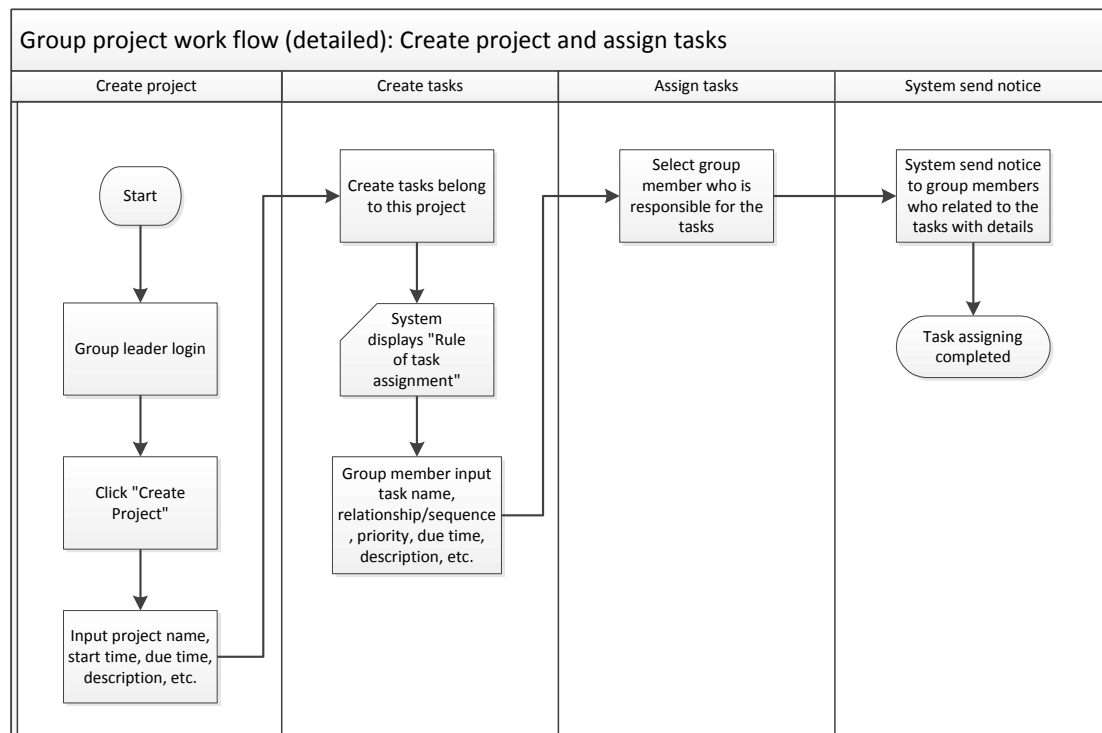 Group project work flow (detailed): Create project and assign tasks
Create project
Create tasks
Assign tasks
System send notice
Start
Group leader login
Click "Create
Project"
Input project name,
start time, due time,
description, etc.
Create tasks belong
to this project
System
displays "Rule
of task
assignment"
Group member input
task name,
relationship/sequence
, priority, due time,
description, etc.
Select group
member who is
responsible for the
tasks
System send notice
to group members
who related to the
tasks with details
Task assigning
completed